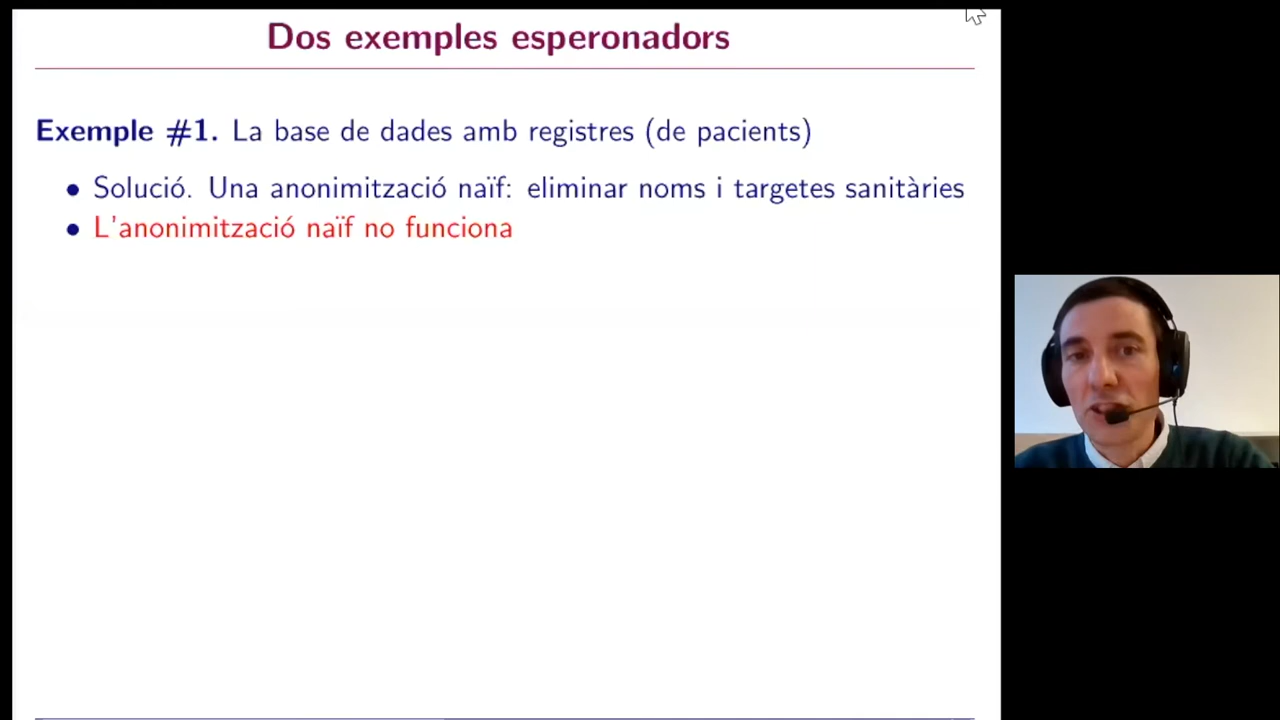 Dos exemples esperonadors
Exemple #1. La base de dades amb registres (de pacients)
• Solució. Una anonimització naïf: eliminar noms i targetes sanitàries
• L'anonimització naïf no funciona